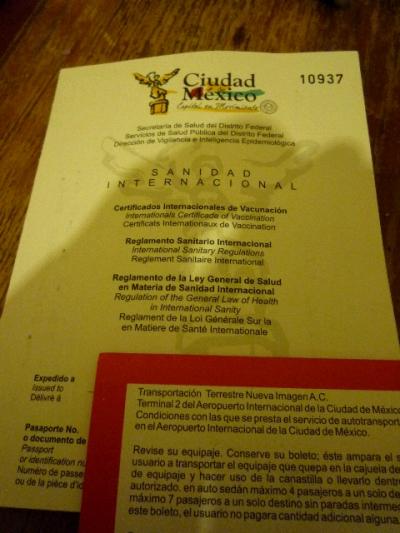 Ciudad
México
Capital en Movimiento
10937
Secretaría de Salud del Distrito Federal
Servicios de Salud Pública del Distrito Federal
Dirección de Vigilancia e Inteligencia Epidemiológica
SANIDAD
INTERNACIONAL
Certificados Internacionales de Vacunación
Internationals Certificate of Vaccination
Certificats Internationaux de Vaccination
Reglamento Sanitario Internacional
International Sanitary Regulations
Reglement Sanitaire International
Reglamento de la Ley General de Salud
en Materia de Sanidad Internacional
Regulation of the General Law of Health
in International Sanity
Reglament de la Loi Générale Sur la
en Matiere de Santé Internationale
Expedido a
Issued to
Délivré à
Pasaporte No.
o documento de
Passport
or identification nu
Numéro de passe
ou de la pièce d'id
Transportación Terrestre Nueva Imagen A.C.
Terminal 2 del Aeropuerto Internacional de la Ciudad de México
Condiciones con las que se presta el servicio de autotransport
en el Aeropuerto Internacional de la Ciudad de México.
Revise su equipaje. Conserve su boleto; éste ampara el s
usuario a transportar el equipaje que quepa en la cajuela de
de equipaje y hacer uso de la canastilla o llevarlo dentro
autorizado, en auto sedán máximo 4 pasajeros a un solo de
máximo 7 pasajeros a un solo destino sin paradas intermed
este boleto, el usuario no pagara cantidad adicional alguna.